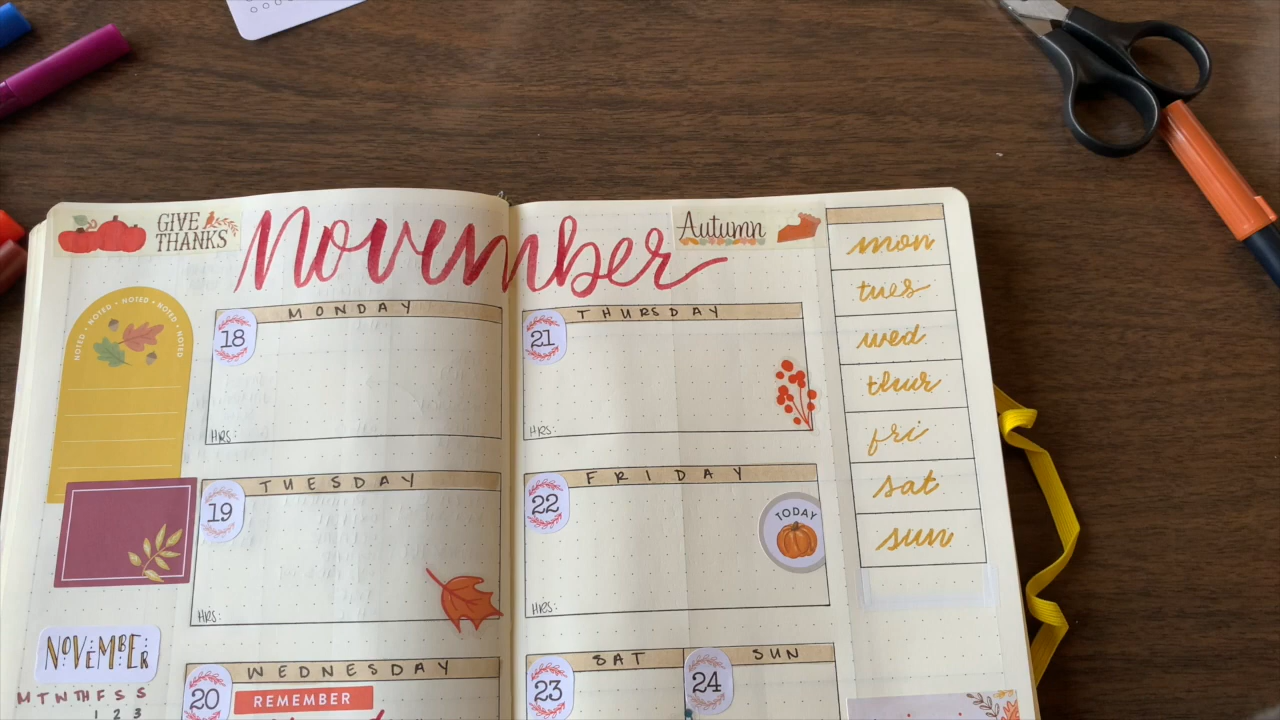 GIVE THANKS
November
Autumn
NOTED • NOTED • NOTED • NOTED • NOTED
MONDAY
18
HRS:
TUESDAY
19
HRS:
WEDNESDAY
20
REMEMBER
NOVEMBER
M T W TH F S S
1 2 3
THURSDAY
21
HRS:
FRIDAY
22
TODAY
HRS:
SAT
23
SUN
24
mon
tues
wed
thur
fri
sat
sun